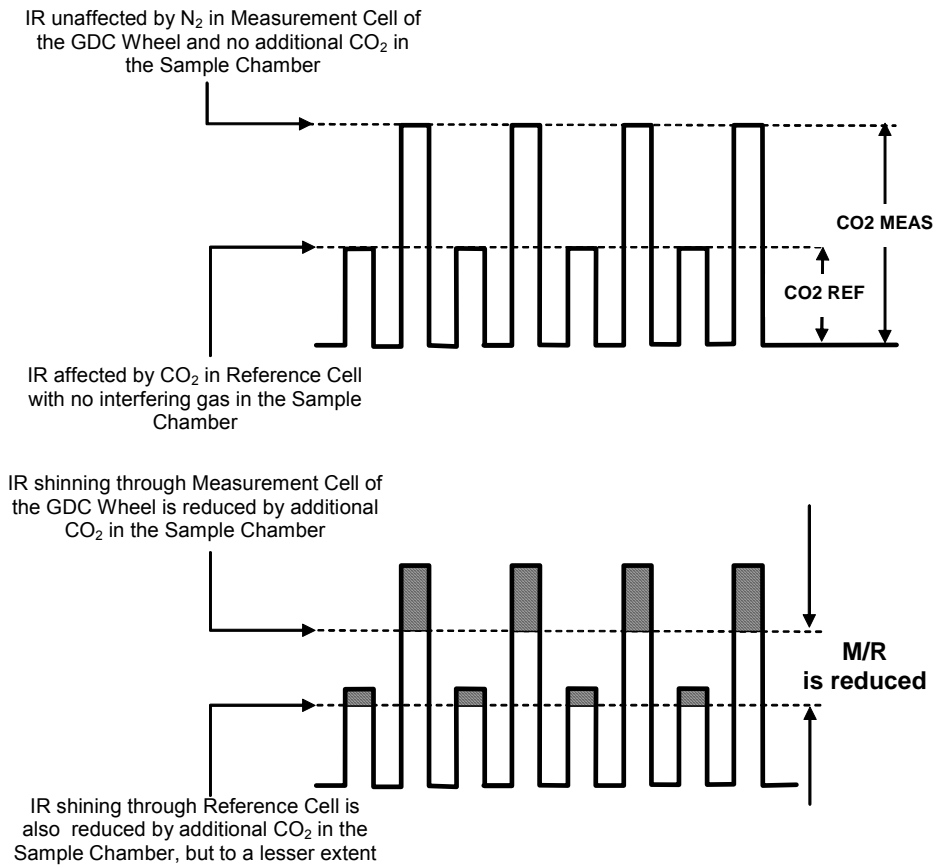 IR unaffected by N₂ in Measurement Cell of
the GDC Wheel and no additional CO₂ in
the Sample Chamber
CO2 MEAS
CO2 REF
IR affected by CO₂ in Reference Cell
with no interfering gas in the Sample
Chamber
IR shinning through Measurement Cell of
the GDC Wheel is reduced by additional
CO₂ in the Sample Chamber
M/R
is reduced
IR shining through Reference Cell is
also reduced by additional CO₂ in the
Sample Chamber, but to a lesser extent